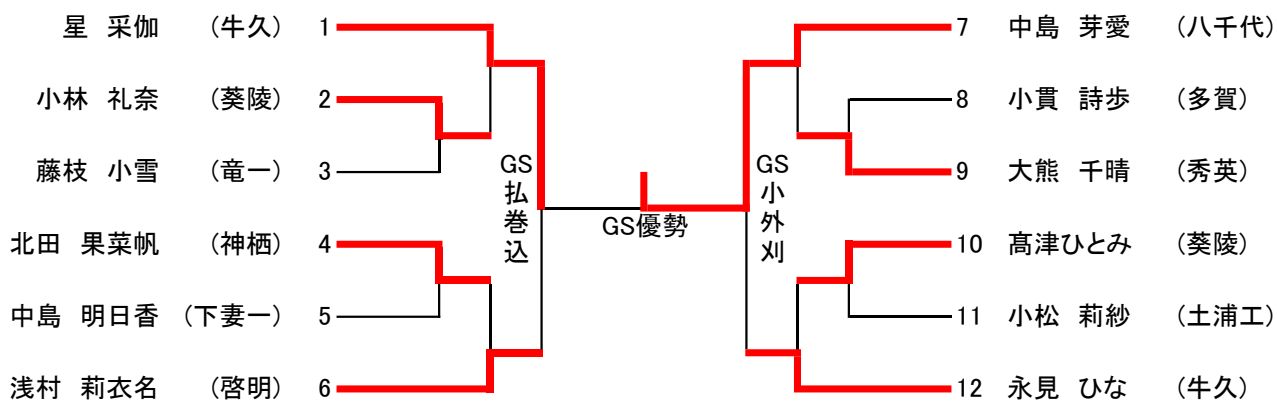 星 采伽 (牛久) 1
小林 礼奈 (葵陵) 2
藤枝 小雪 (竜一) 3
北田 果菜帆 (神栖) 4
中島 明日香 (下妻一) 5
浅村 莉衣名 (啓明) 6
GS払巻込
GS優勢
GS小外刈
7 中島 芽愛 (八千代)
8 小貫 詩歩 (多賀)
9 大熊 千晴 (秀英)
10 髙津ひとみ (葵陵)
11 小松 莉紗 (土浦工)
12 永見 ひな (牛久)